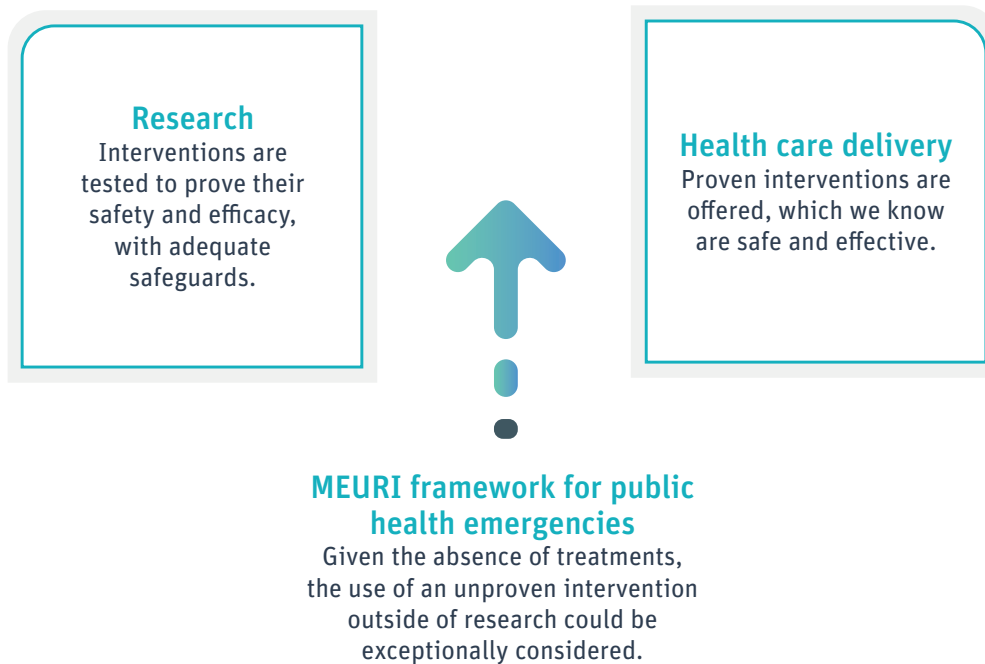 Research
Interventions are
tested to prove their
safety and efficacy,
with adequate
safeguards.
Health care delivery
Proven interventions are
offered, which we know
are safe and effective.
MEURI framework for public
health emergencies
Given the absence of treatments,
the use of an unproven intervention
outside of research could be
exceptionally considered.